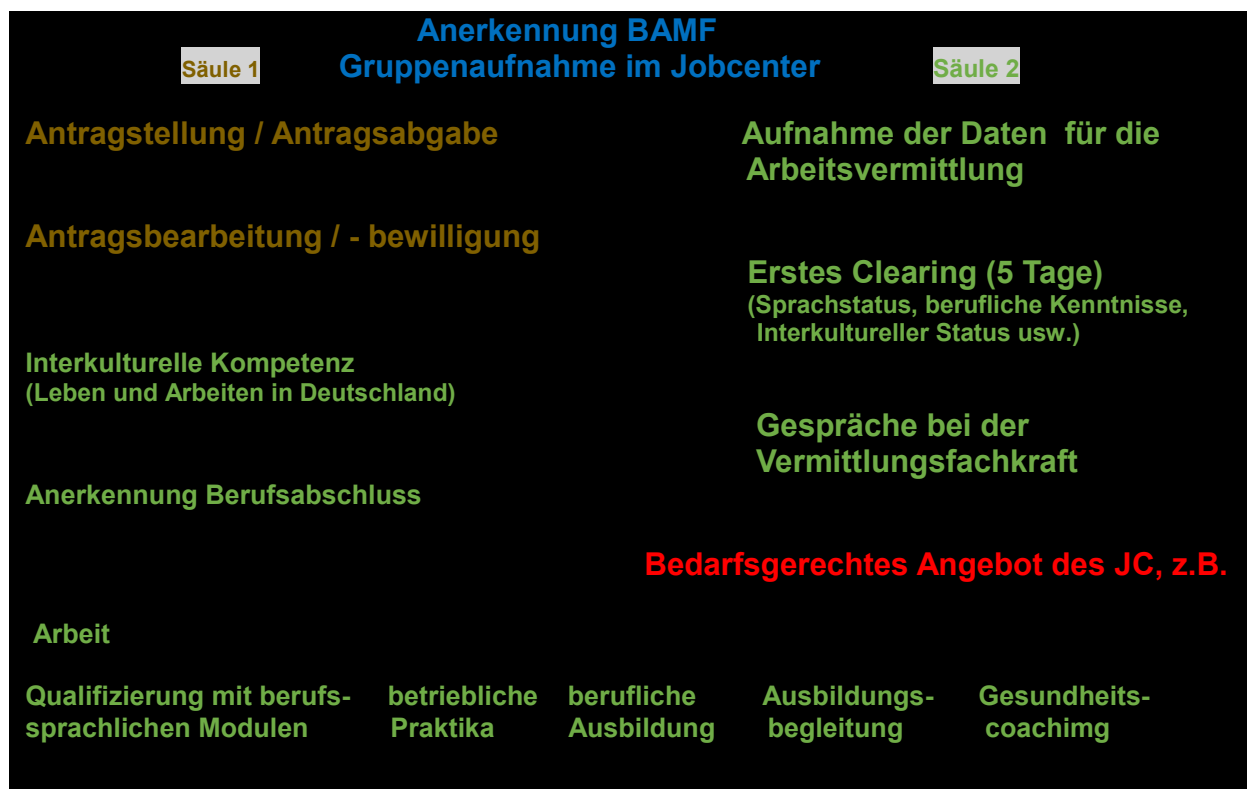 Anerkennung BAMF
Säule 1
Gruppenaufnahme im Jobcenter
Säule 2
Antragstellung / Antragsabgabe
Aufnahme der Daten für die
Arbeitsvermittlung
Antragsbearbeitung / - bewilligung
Erstes Clearing (5 Tage)
(Sprachstatus, berufliche Kenntnisse,
Interkultureller Status usw.)
Interkulturelle Kompetenz
(Leben und Arbeiten in Deutschland)
Gespräche bei der
Vermittlungsfachkraft
Anerkennung Berufsabschluss
Bedarfsgerechtes Angebot des JC, z.B.
Arbeit
Qualifizierung mit berufs-
sprachlichen Modulen
betriebliche
Praktika
berufliche
Ausbildung
Ausbildungs-
begleitung
Gesundheits-
coachimg